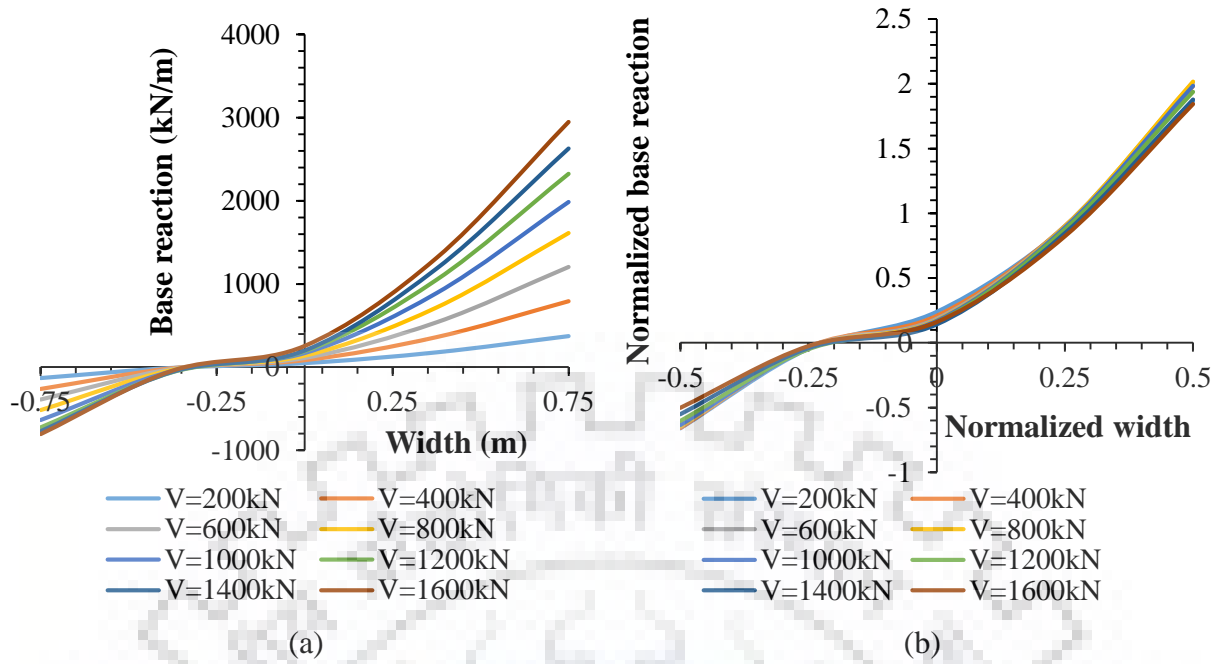 Base reaction (kN/m)
4000
3000
2000
1000
0
-1000
-0.75
-0.25
0.25
0.75
Width (m)
V=200kN
V=400kN
V=600kN
V=800kN
V=1000kN
V=1200kN
V=1400kN
V=1600kN
(a)
Normalized base reaction
2.5
2
1.5
1
0.5
0
-0.5
-1
-0.5
-0.25
0
0.25
0.5
Normalized width
V=200kN
V=400kN
V=600kN
V=800kN
V=1000kN
V=1200kN
V=1400kN
V=1600kN
(b)